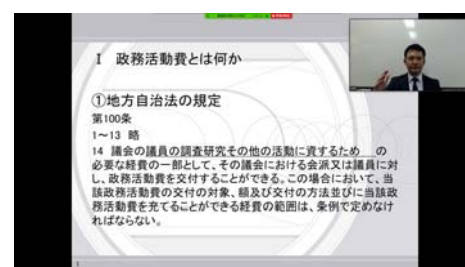 Ⅰ 政務活動費とは何か
①地方自治法の規定
第100条
1~13 略
14 議会の議員の調査研究その他の活動に資するため の
必要な経費の一部として、その議会における会派又は議員に対
し、政務活動費を交付することができる。この場合において、当
該政務活動費の交付の対象、額及び交付の方法並びに当該政
務活動費を充てることができる経費の範囲は、条例で定めなけ
ればならない。
1